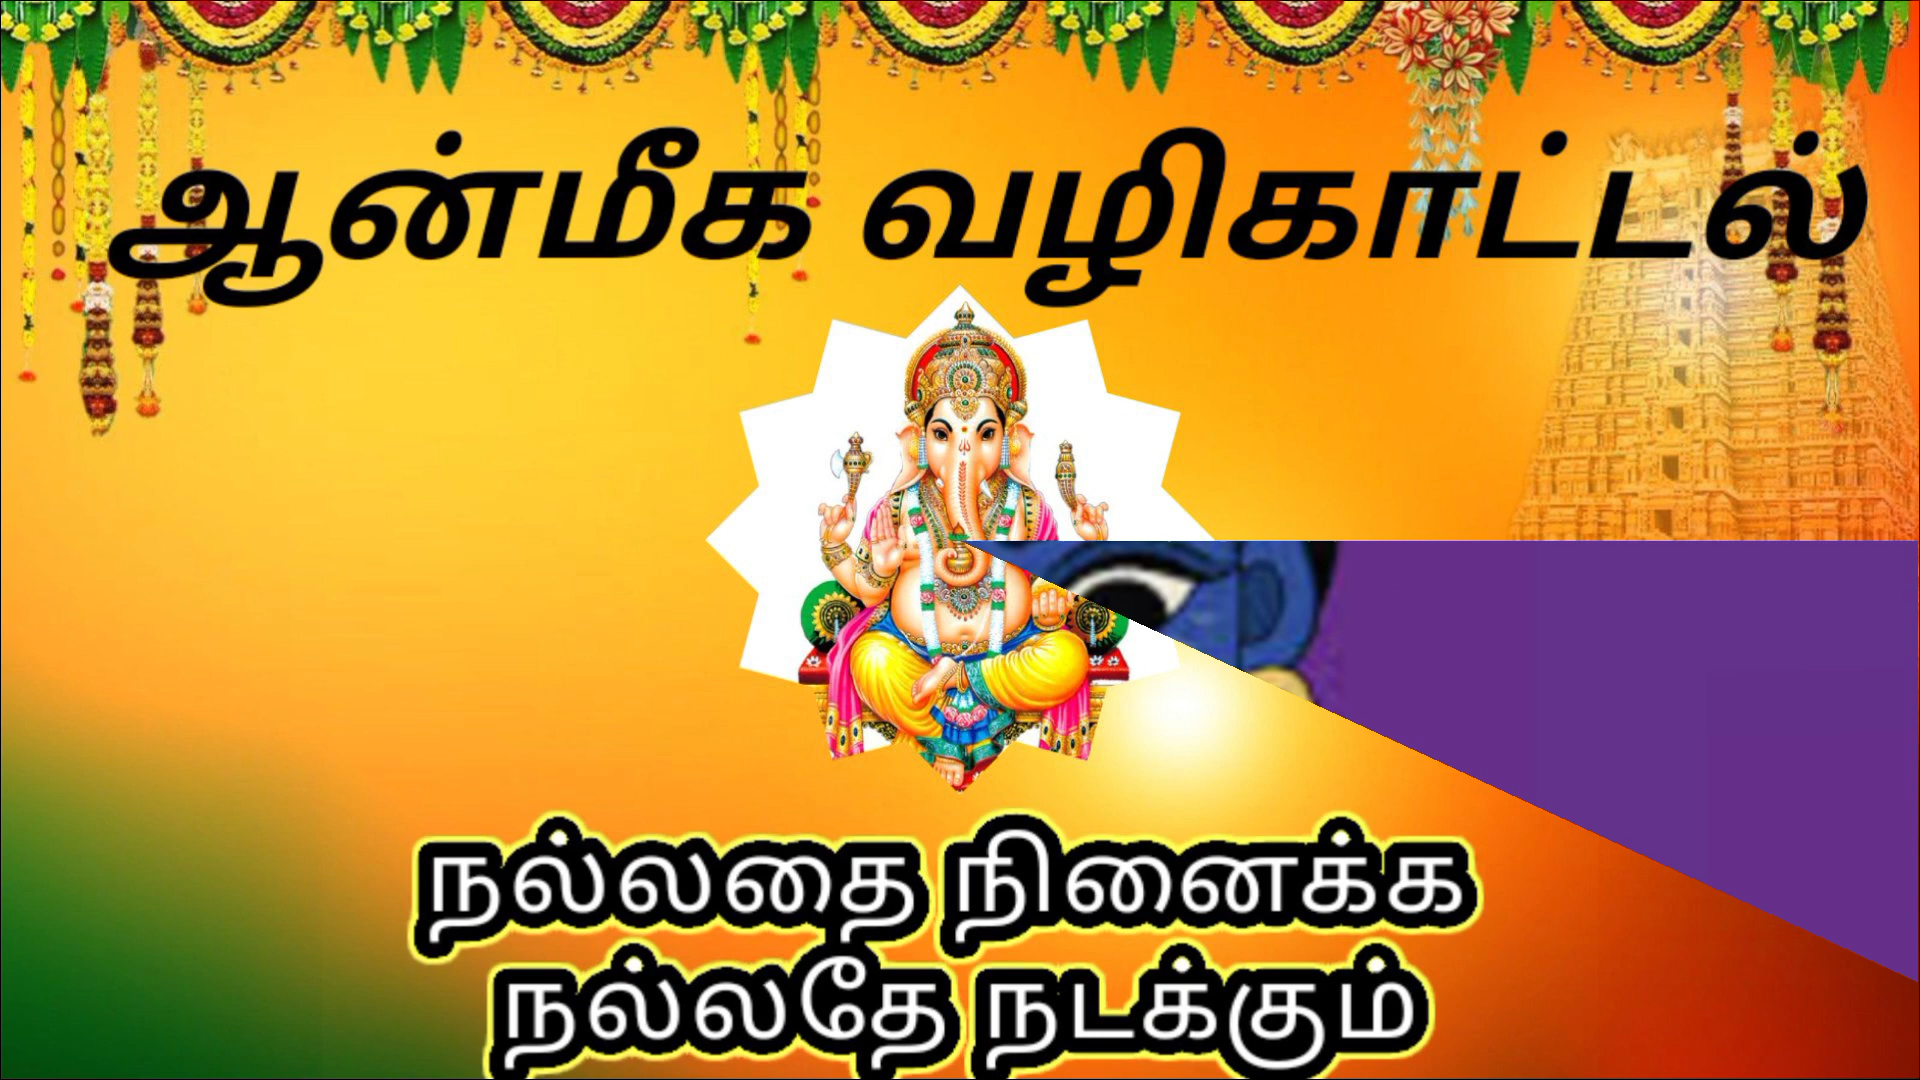 ஆன்மீக வழிகாட்டல்
நல்லதை நினைக்க
நல்லதே நடக்கும்